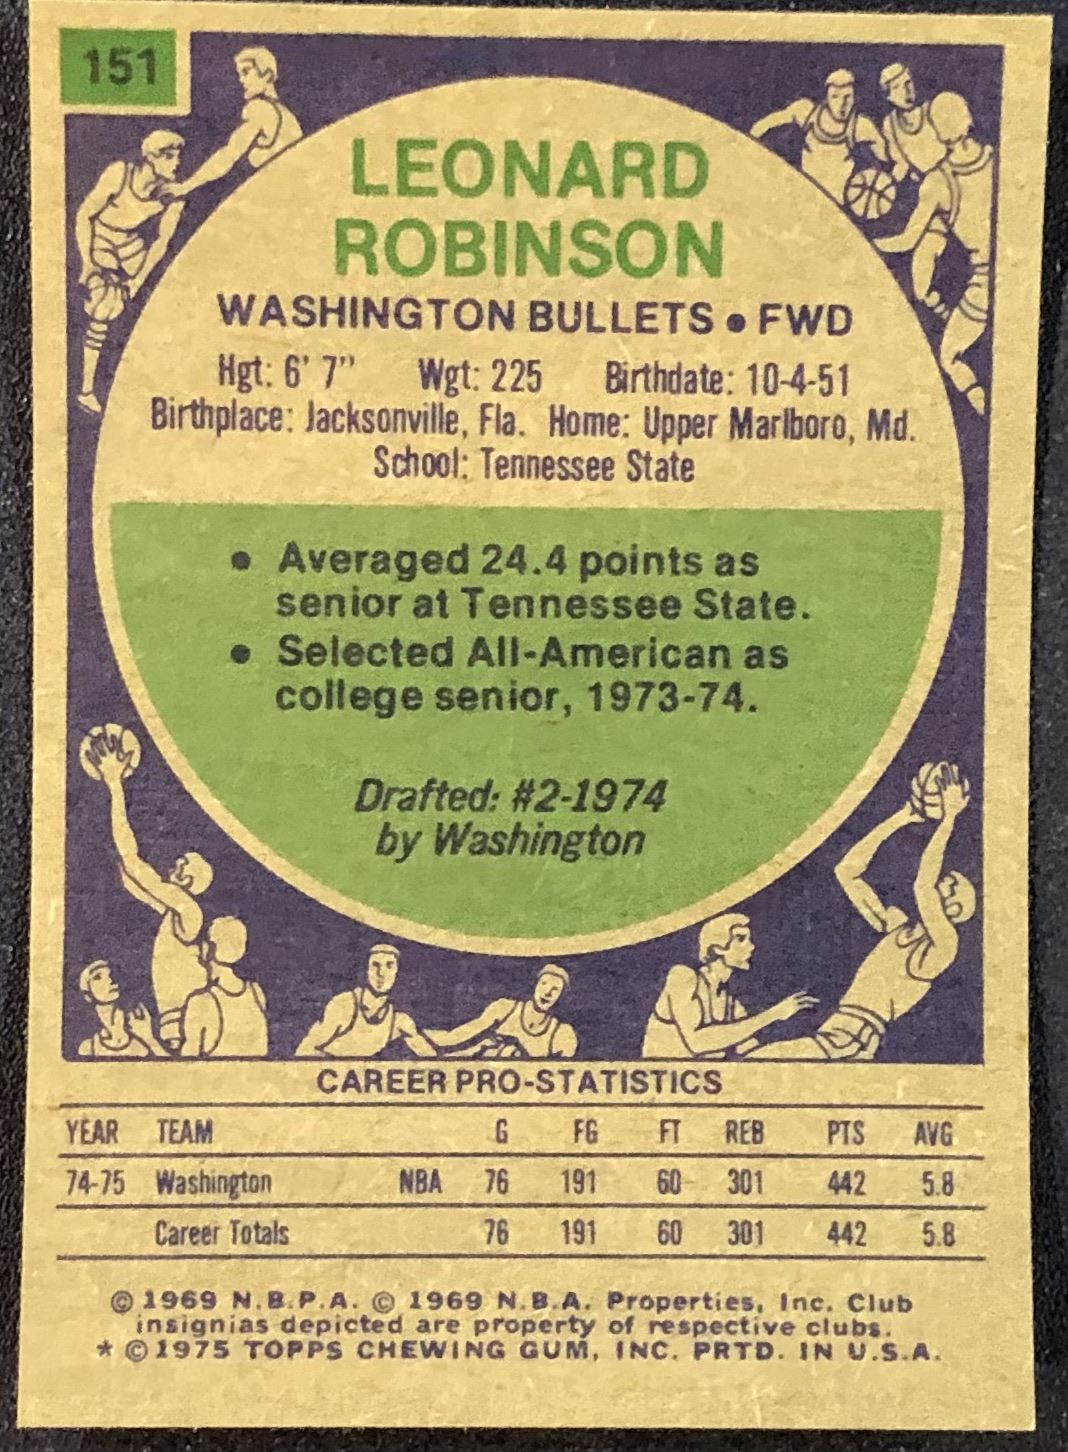 151
LEONARD
ROBINSON
WASHINGTON BULLETS • FWD
Hgt: 6' 7" Wgt: 225 Birthdate: 10-4-51
Birthplace: Jacksonville, Fla. Home: Upper Marlboro, Md.
School: Tennessee State
• Averaged 24.4 points as
senior at Tennessee State.
• Selected All-American as
college senior, 1973-74.
Drafted: #2-1974
by Washington
CAREER PRO-STATISTICS
YEAR TEAM G FG FT REB PTS AVG
74-75 Washington NBA 76 191 60 301 442 5.8
Career Totals 76 191 60 301 442 5.8
© 1969 N.B.P.A. © 1969 N.B.A. Properties, Inc. Club
insignias depicted are property of respective clubs.
* © 1975 TOPPS CHEWING GUM, INC. PRTD. IN U.S.A.